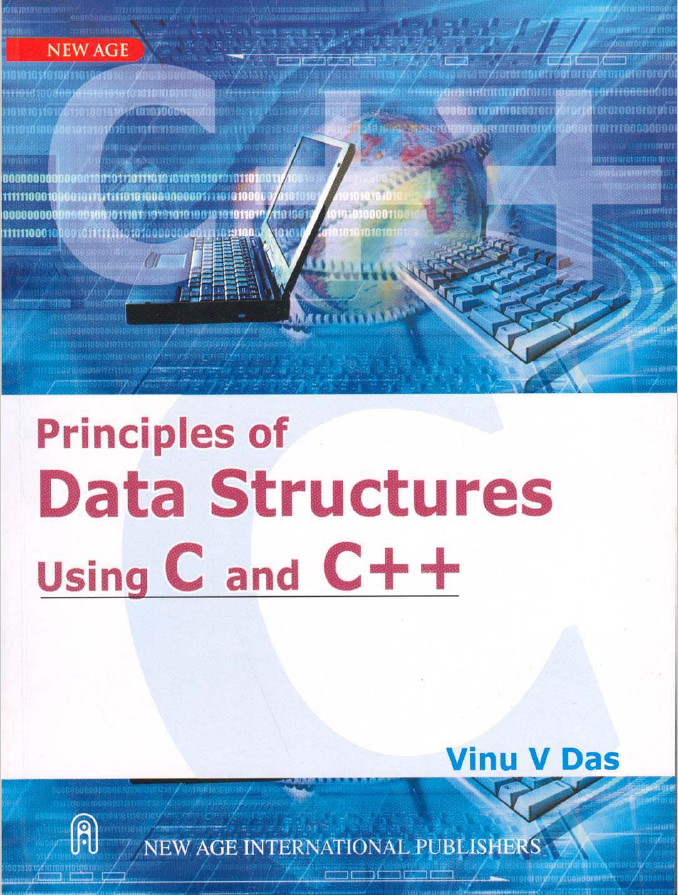 NEW AGE
C++
Principles of
Data Structures
Using C and C++
Vinu V Das
NEW AGE INTERNATIONAL PUBLISHERS